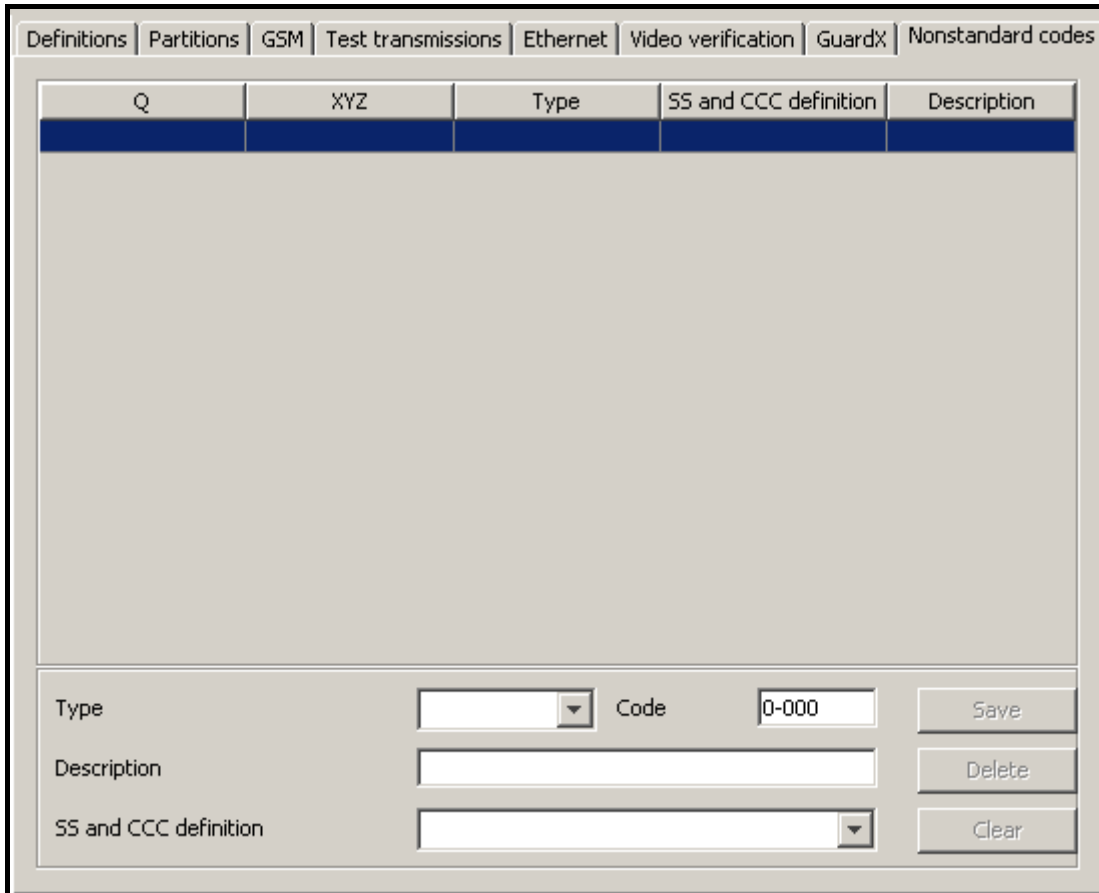 Definitions Partitions GSM Test transmissions Ethernet Video verification GuardX Nonstandard codes
Q XYZ Type SS and CCC definition Description
Type Code 0-000 Save
Description Delete
SS and CCC definition Clear